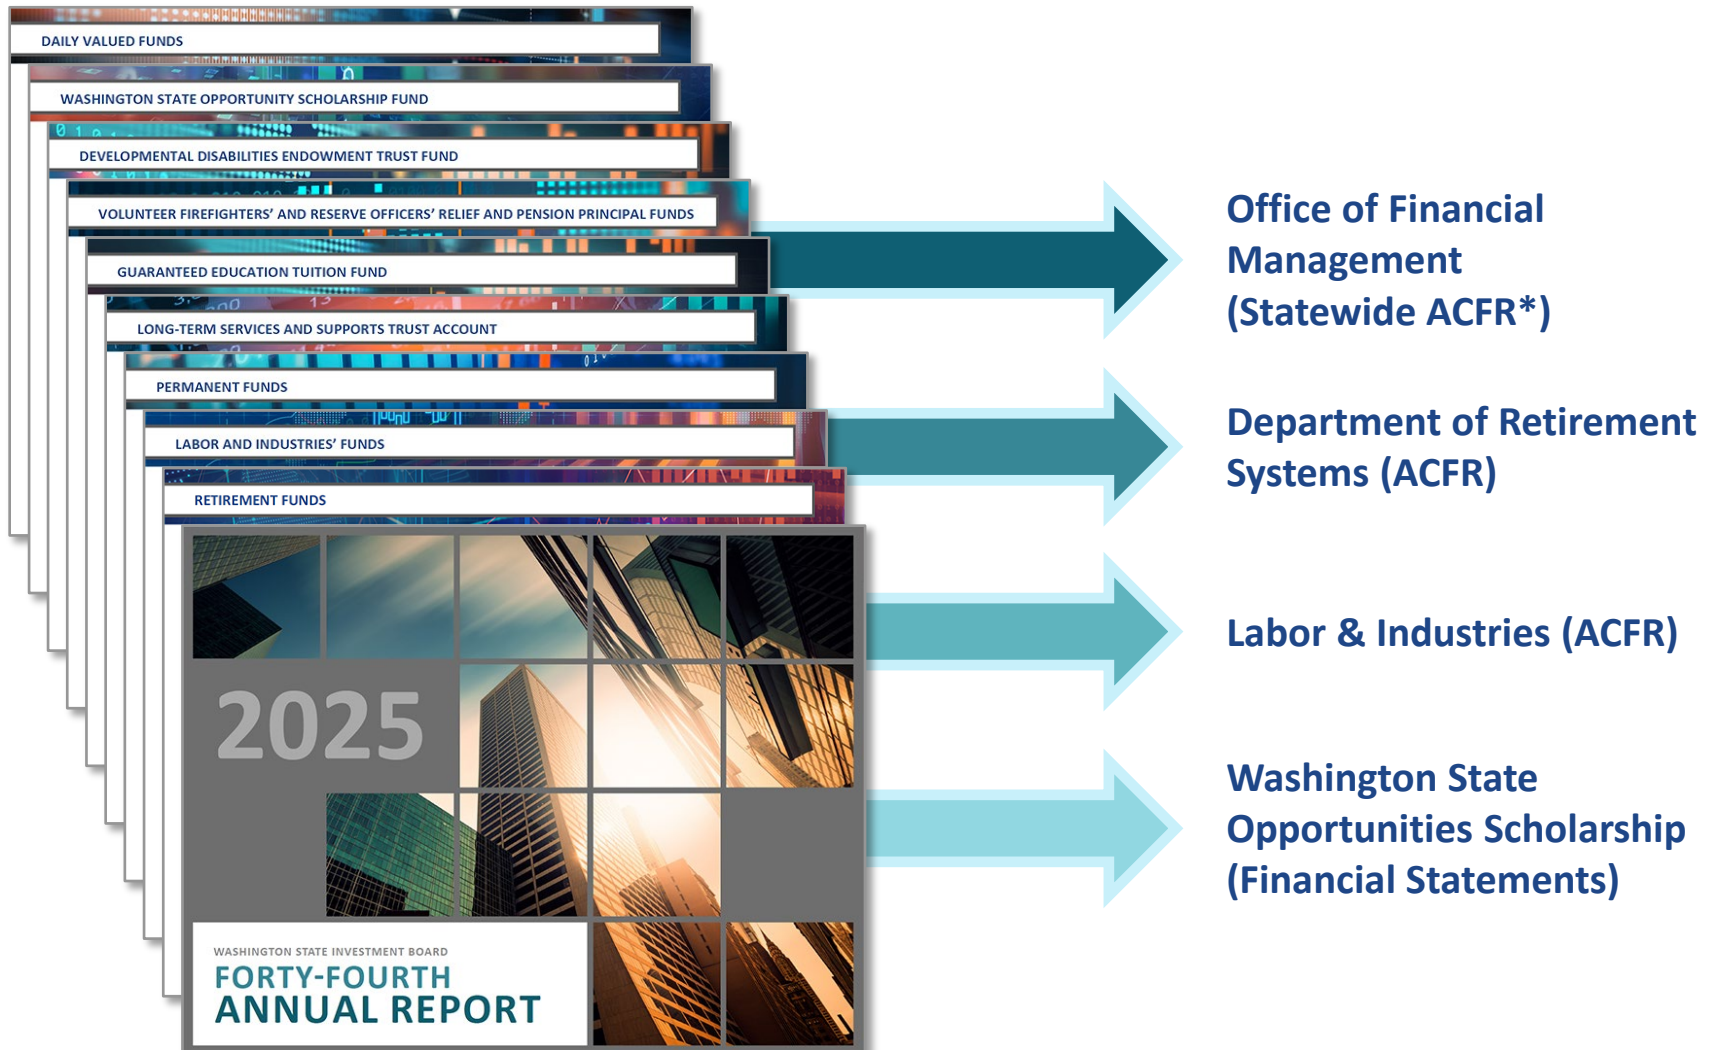 DAILY VALUED FUNDS
WASHINGTON STATE OPPORTUNITY SCHOLARSHIP FUND
DEVELOPMENTAL DISABILITIES ENDOWMENT TRUST FUND
VOLUNTEER FIREFIGHTERS’ AND RESERVE OFFICERS’ RELIEF AND PENSION PRINCIPAL FUNDS
GUARANTEED EDUCATION TUITION FUND
LONG-TERM SERVICES AND SUPPORTS TRUST ACCOUNT
PERMANENT FUNDS
LABOR AND INDUSTRIES’ FUNDS
RETIREMENT FUNDS
2025
WASHINGTON STATE INVESTMENT BOARD
FORTY-FOURTH
ANNUAL REPORT
Office of Financial
Management
(Statewide ACFR*)
Department of Retirement
Systems (ACFR)
Labor & Industries (ACFR)
Washington State
Opportunities Scholarship
(Financial Statements)